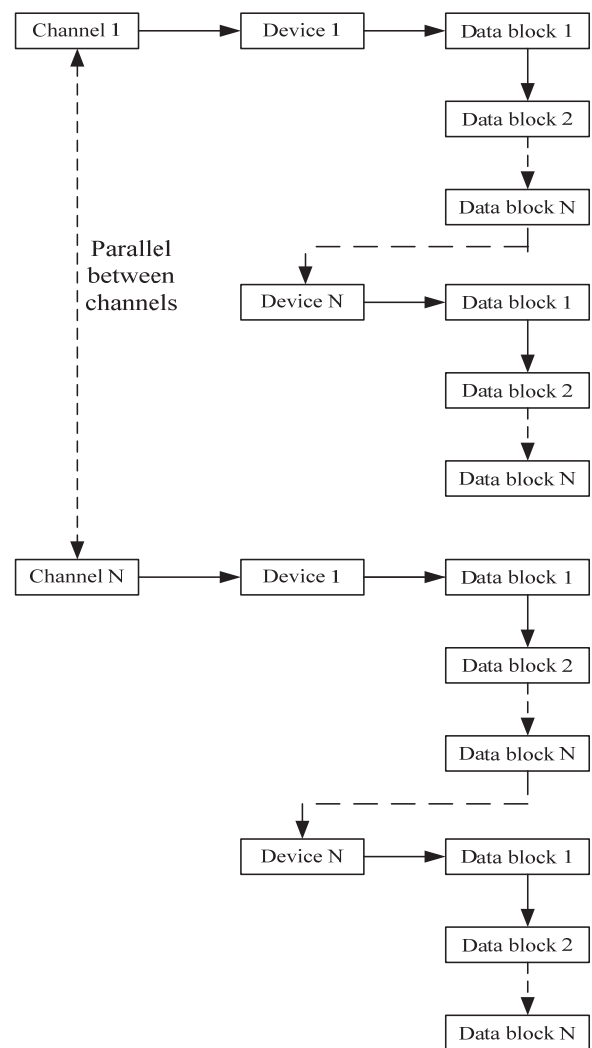 Channel 1
Device 1
Data block 1
Data block 2
Data block N
Parallel
between
channels
Device N
Data block 1
Data block 2
Data block N
Channel N
Device 1
Data block 1
Data block 2
Data block N
Device N
Data block 1
Data block 2
Data block N